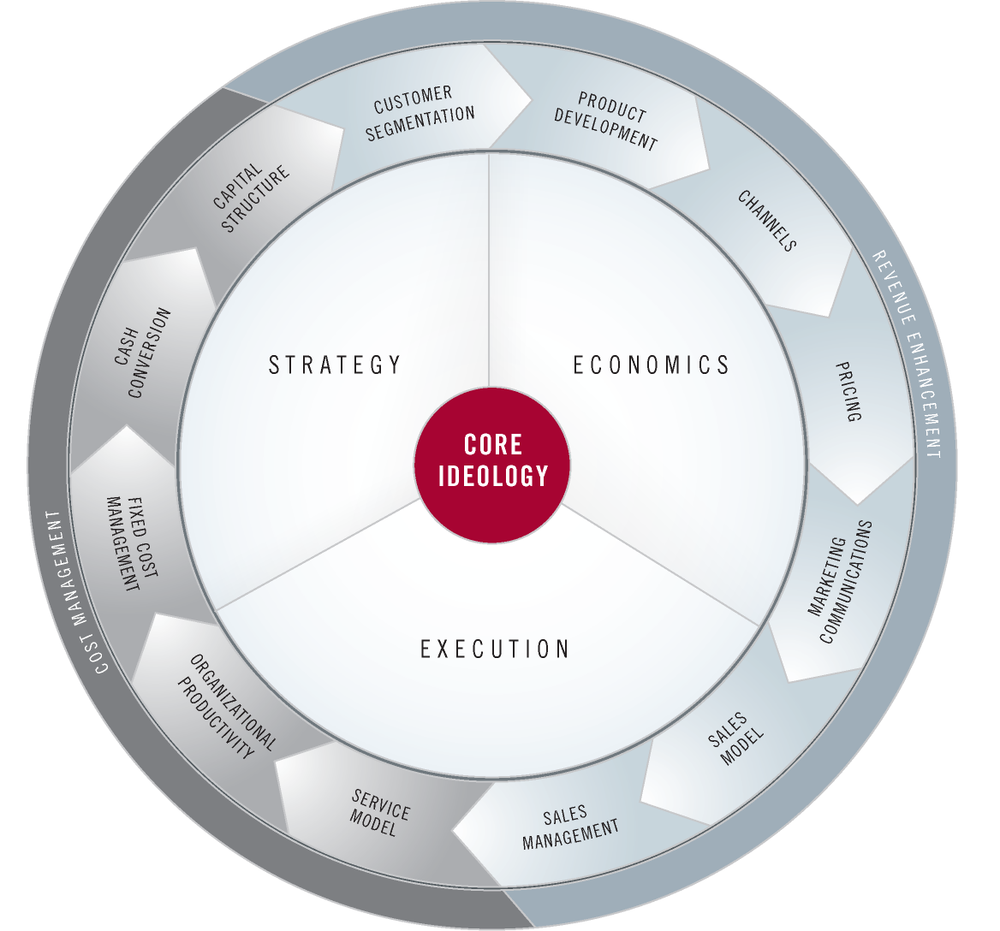 CUSTOMER
SEGMENTATION
PRODUCT
DEVELOPMENT
CHANNELS
PRICING
MARKETING
COMMUNICATIONS
SALES
MODEL
SALES
MANAGEMENT
SERVICE
MODEL
ORGANIZATIONAL
PRODUCTIVITY
FIXED COST
MANAGEMENT
CASH
CONVERSION
CAPITAL
STRUCTURE
REVENUE ENHANCEMENT
COST MANAGEMENT
STRATEGY
ECONOMICS
CORE
IDEOLOGY
EXECUTION